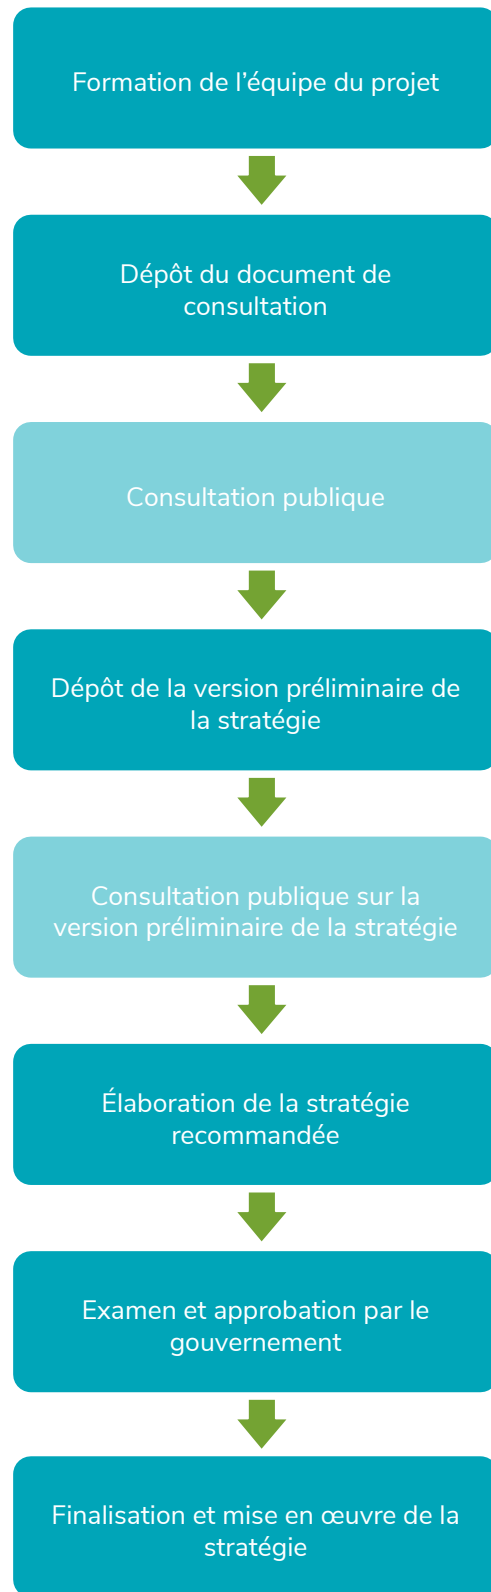 Formation de l’équipe du projet
Dépôt du document de
consultation
Consultation publique
Dépôt de la version préliminaire de
la stratégie
Consultation publique sur la
version préliminaire de la stratégie
Élaboration de la stratégie
recommandée
Examen et approbation par le
gouvernement
Finalisation et mise en œuvre de la
stratégie